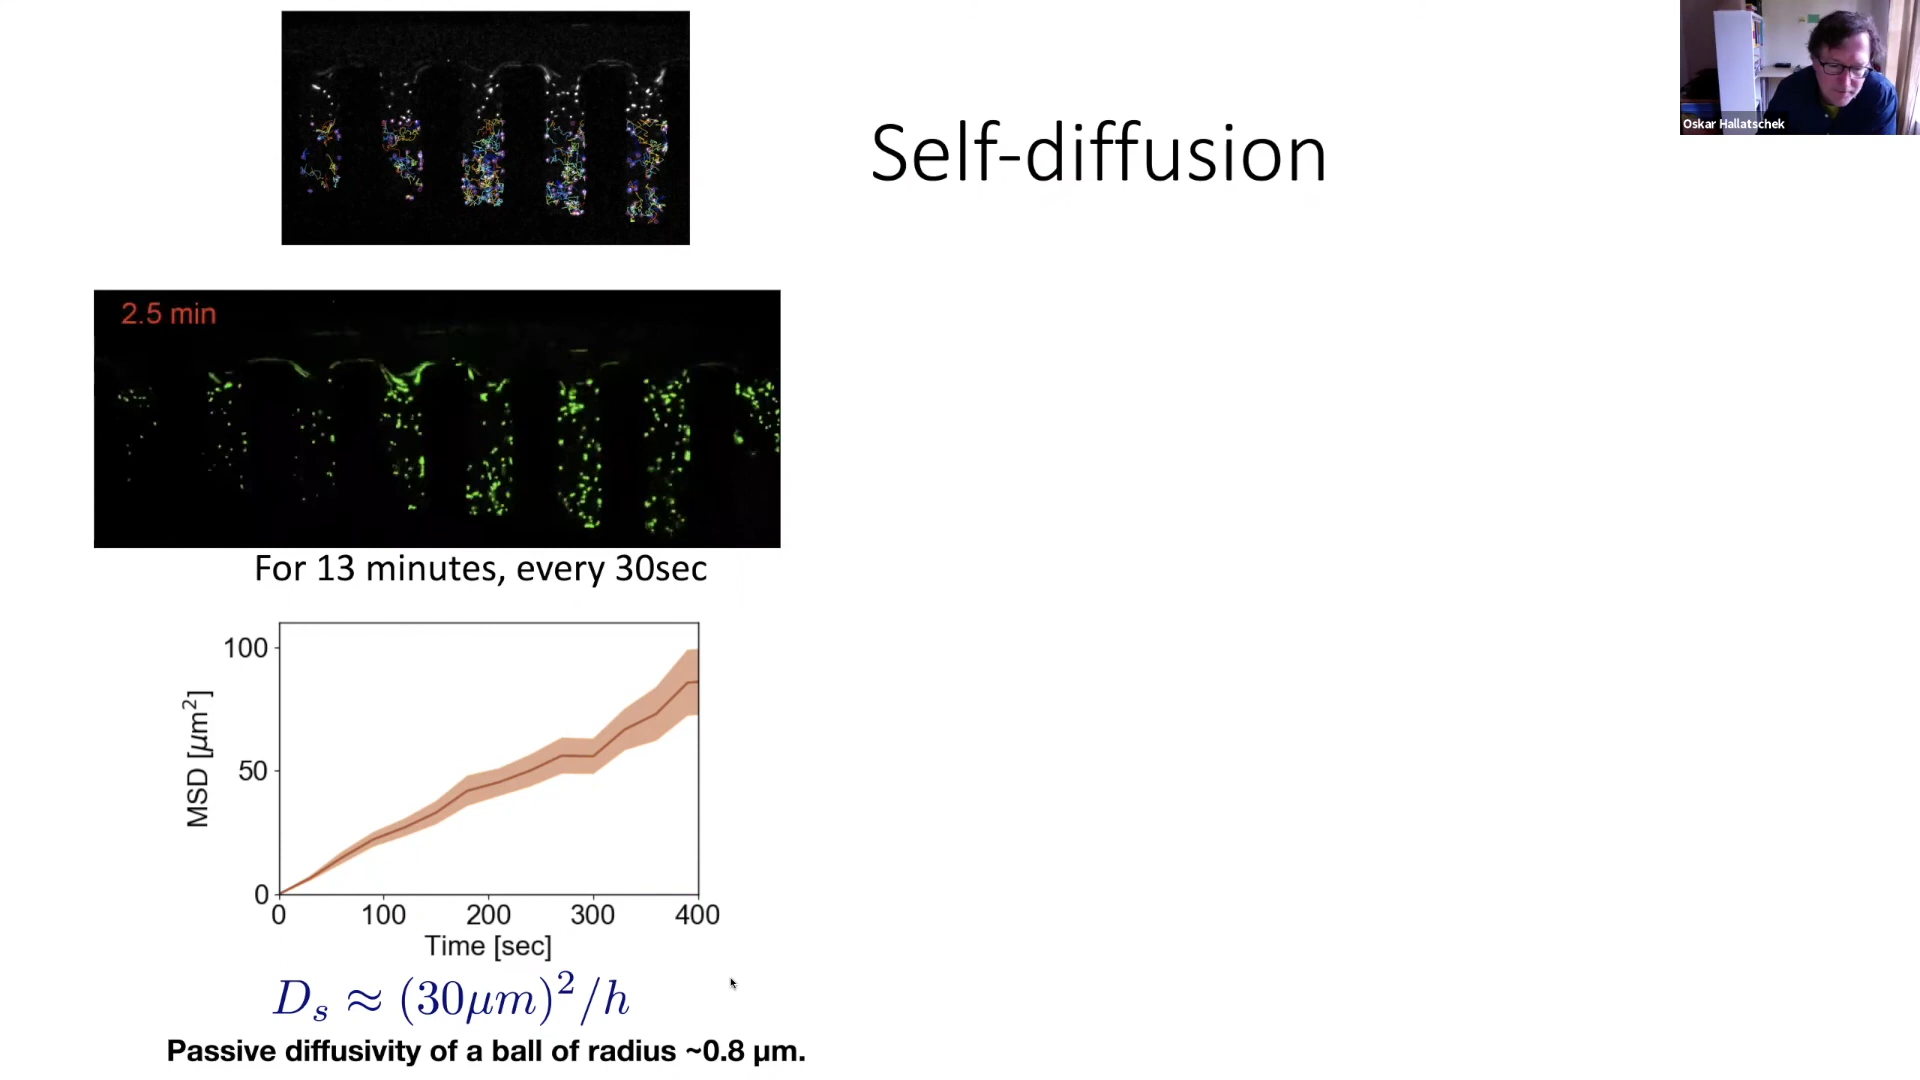 Self-diffusion
Oskar Hallatschek
2.5 min
For 13 minutes, every 30sec
100
50
0
MSD [μm²]
0 100 200 300 400
Time [sec]
Dₛ ≈ (30μm)²/h
Passive diffusivity of a ball of radius ~0.8 μm.